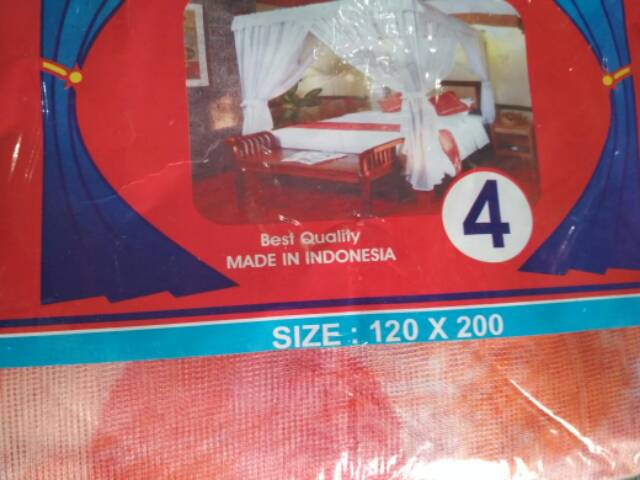 4
Best Quality
MADE IN INDONESIA
SIZE : 120 X 200